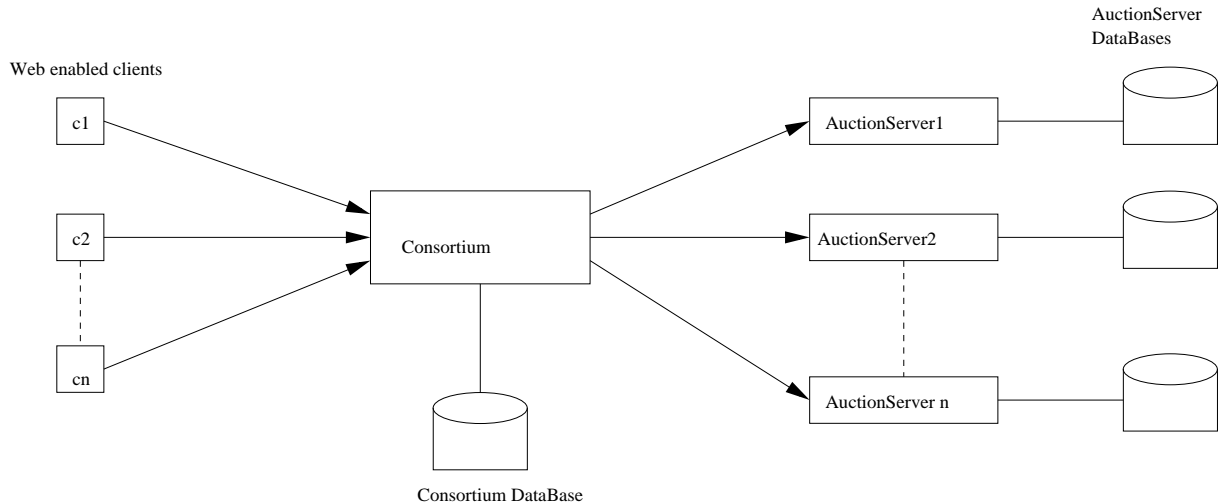 AuctionServer
DataBases
Web enabled clients
c1
AuctionServer1
c2
AuctionServer2
Consortium
cn
AuctionServer n
Consortium DataBase